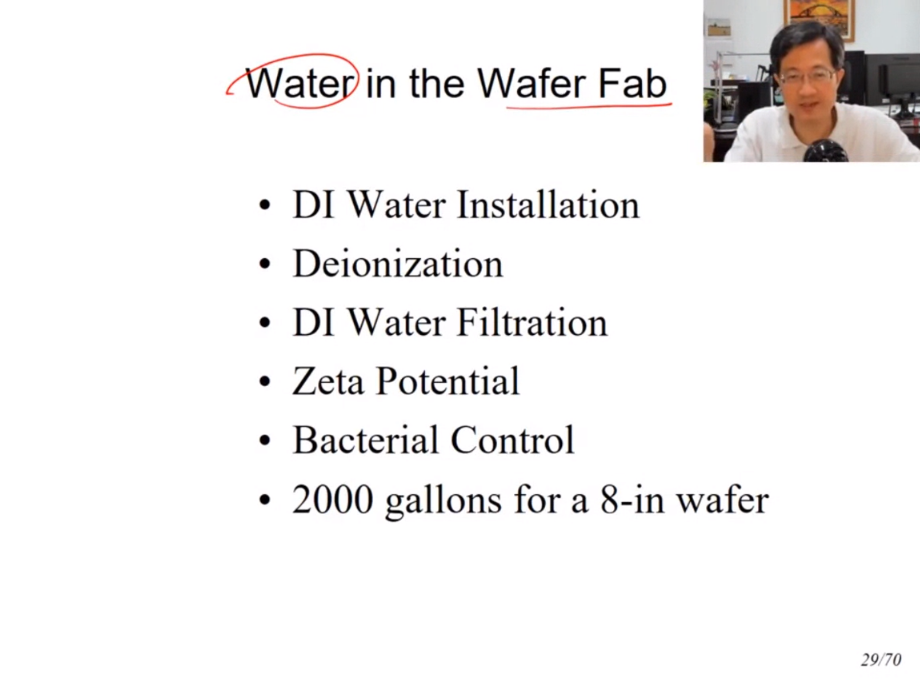 Water in the Wafer Fab
• DI Water Installation
• Deionization
• DI Water Filtration
• Zeta Potential
• Bacterial Control
• 2000 gallons for a 8-in wafer
29/70